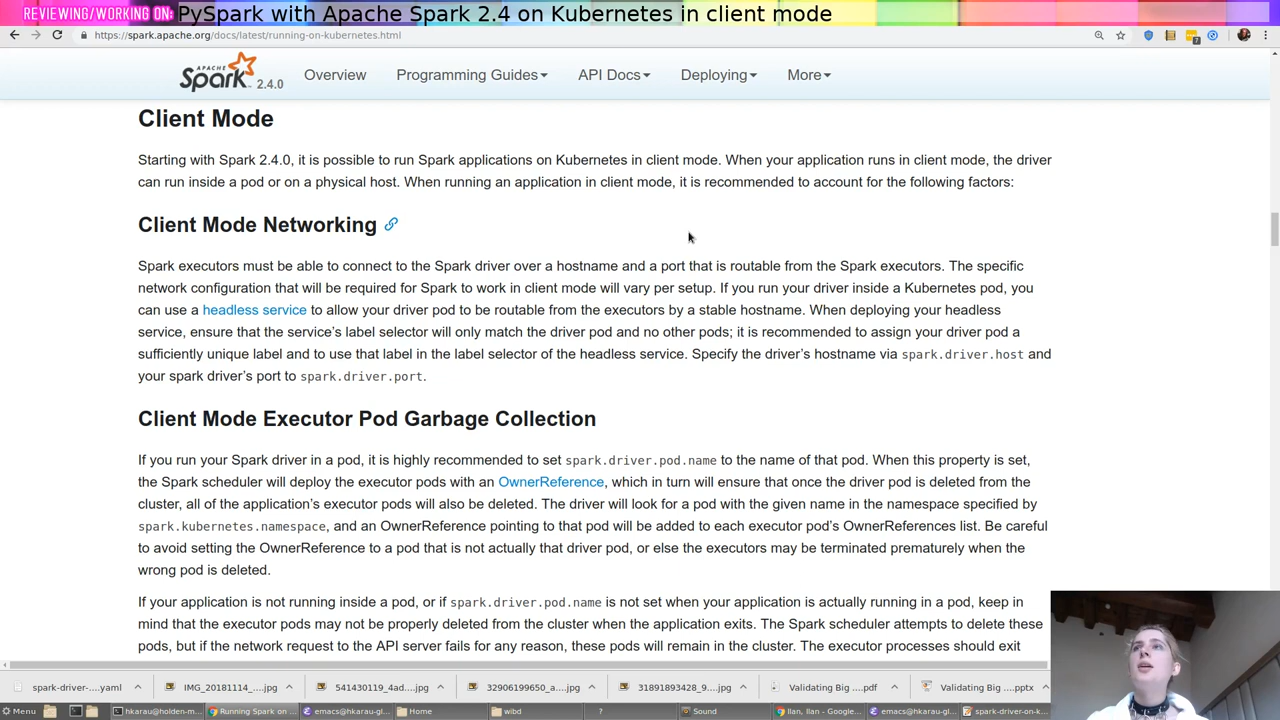 REVIEWING/WORKING ON: PySpark with Apache Spark 2.4 on Kubernetes in client mode
https://spark.apache.org/docs/latest/running-on-kubernetes.html
7
APACHE Spark 2.4.0 Overview Programming Guides API Docs Deploying More
Client Mode
Starting with Spark 2.4.0, it is possible to run Spark applications on Kubernetes in client mode. When your application runs in client mode, the driver
can run inside a pod or on a physical host. When running an application in client mode, it is recommended to account for the following factors:
Client Mode Networking
Spark executors must be able to connect to the Spark driver over a hostname and a port that is routable from the Spark executors. The specific
network configuration that will be required for Spark to work in client mode will vary per setup. If you run your driver inside a Kubernetes pod, you
can use a headless service to allow your driver pod to be routable from the executors by a stable hostname. When deploying your headless
service, ensure that the service's label selector will only match the driver pod and no other pods; it is recommended to assign your driver pod a
sufficiently unique label and to use that label in the label selector of the headless service. Specify the driver's hostname via spark.driver.host and
your spark driver's port to spark.driver.port.
Client Mode Executor Pod Garbage Collection
If you run your Spark driver in a pod, it is highly recommended to set spark.driver.pod.name to the name of that pod. When this property is set,
the Spark scheduler will deploy the executor pods with an OwnerReference, which in turn will ensure that once the driver pod is deleted from the
cluster, all of the application's executor pods will also be deleted. The driver will look for a pod with the given name in the namespace specified by
spark.kubernetes.namespace, and an OwnerReference pointing to that pod will be added to each executor pod's OwnerReferences list. Be careful
to avoid setting the OwnerReference to a pod that is not actually that driver pod, or else the executors may be terminated prematurely when the
wrong pod is deleted.
If your application is not running inside a pod, or if spark.driver.pod.name is not set when your application is actually running in a pod, keep in
mind that the executor pods may not be properly deleted from the cluster when the application exits. The Spark scheduler attempts to delete these
pods, but if the network request to the API server fails for any reason, these pods will remain in the cluster. The executor processes should exit
spark-driver-....yaml IMG_20181114_....jpg 541430119_4ad....jpg 32906199650_a....jpg 31891893428_9....jpg Validating Big ....pdf Validating Big ....pptx
Menu hkarau@holden-m... Running Spark on ... emacs@hkarau-gl... Home wibd ? Sound Ilan, Ilan - Google... emacs@hkarau-gl... spark-driver-on-k...